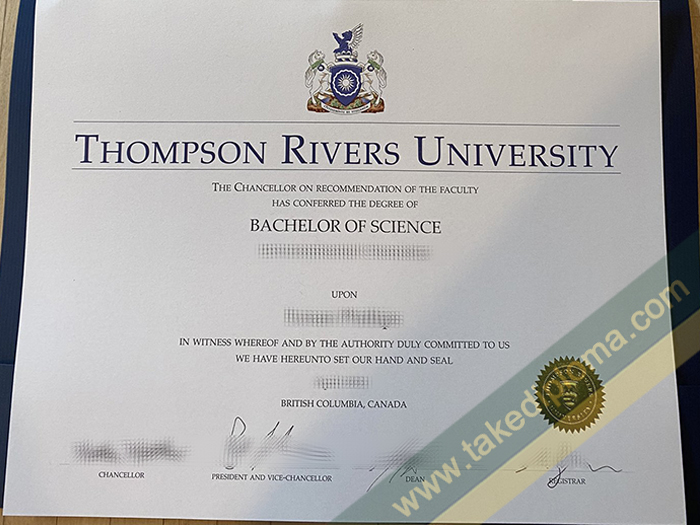 THOMPSON RIVERS UNIVERSITY
THE CHANCELLOR ON RECOMMENDATION OF THE FACULTY
HAS CONFERRED THE DEGREE OF
BACHELOR OF SCIENCE
UPON
IN WITNESS WHEREOF AND BY THE AUTHORITY DULY COMMITTED TO US
WE HAVE HEREUNTO SET OUR HAND AND SEAL
BRITISH COLUMBIA, CANADA
CHANCELLOR
PRESIDENT AND VICE-CHANCELLOR
DEAN
REGISTRAR